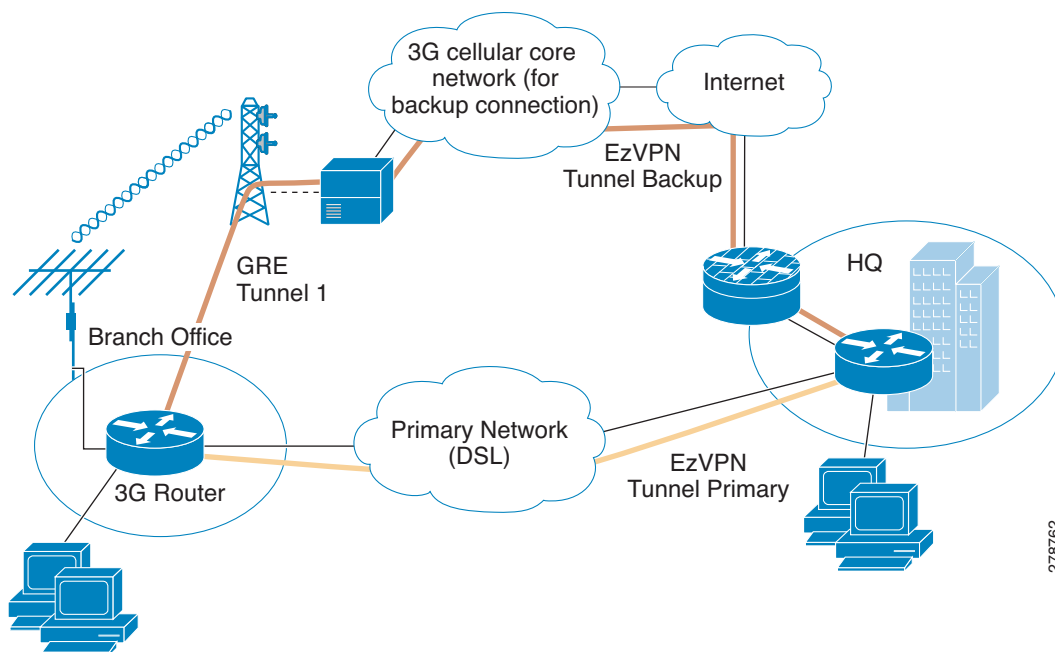 3G cellular core
network (for
backup connection)
Internet
EzVPN
Tunnel Backup
GRE
Tunnel 1
HQ
Branch Office
Primary Network
(DSL)
EzVPN
Tunnel Primary
3G Router
278762